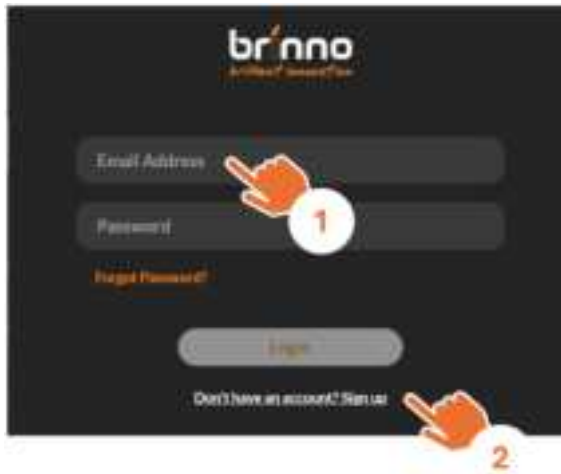 brinno
Email Address
1
Password
Forgot Password?
Login
Don't have an account? Sign up
2